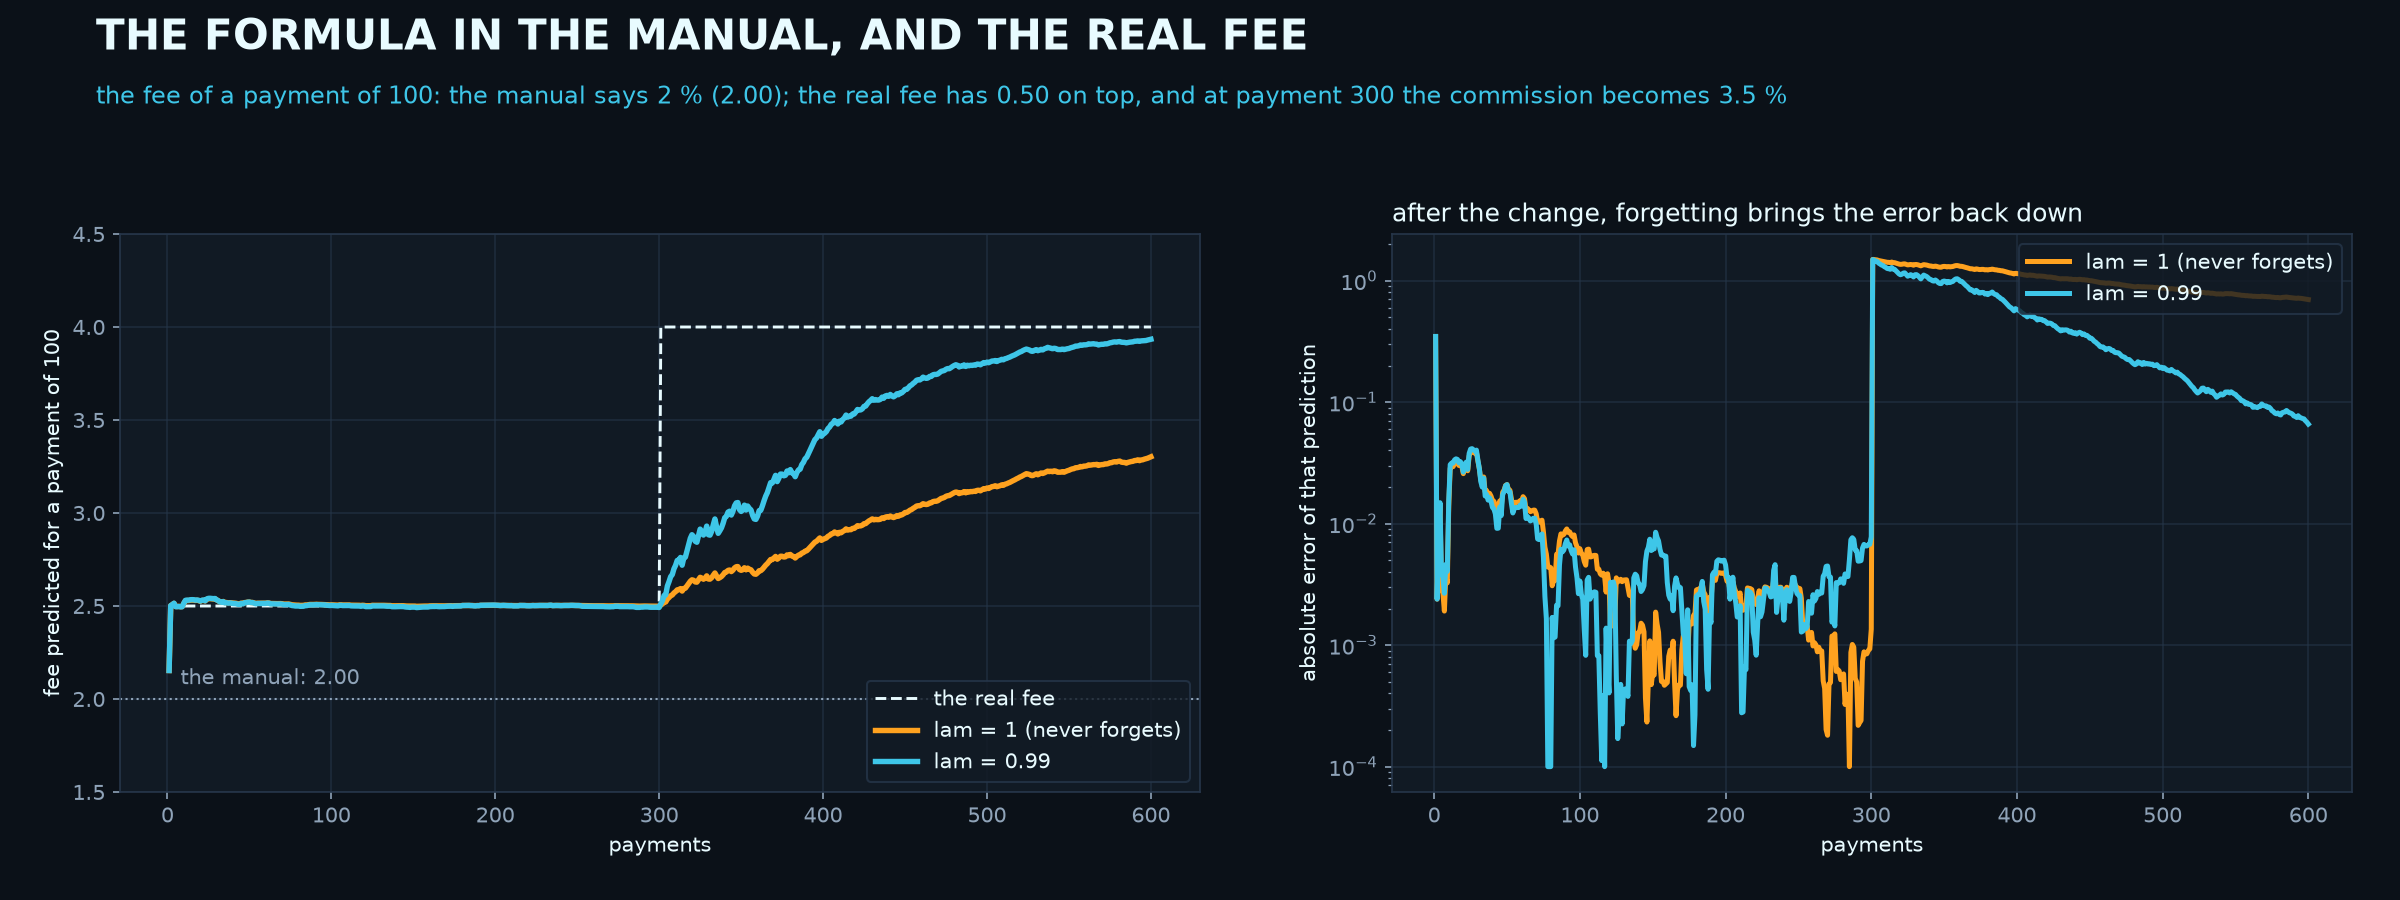 THE FORMULA IN THE MANUAL, AND THE REAL FEE
the fee of a payment of 100: the manual says 2 % (2.00); the real fee has 0.50 on top, and at payment 300 the commission becomes 3.5 %
fee predicted for a payment of 100
4.5
4.0
3.5
3.0
2.5
2.0
1.5
the manual: 2.00
the real fee
lam = 1 (never forgets)
lam = 0.99
0 100 200 300 400 500 600
payments
after the change, forgetting brings the error back down
absolute error of that prediction
10⁰
10⁻¹
10⁻²
10⁻³
10⁻⁴
lam = 1 (never forgets)
lam = 0.99
0 100 200 300 400 500 600
payments